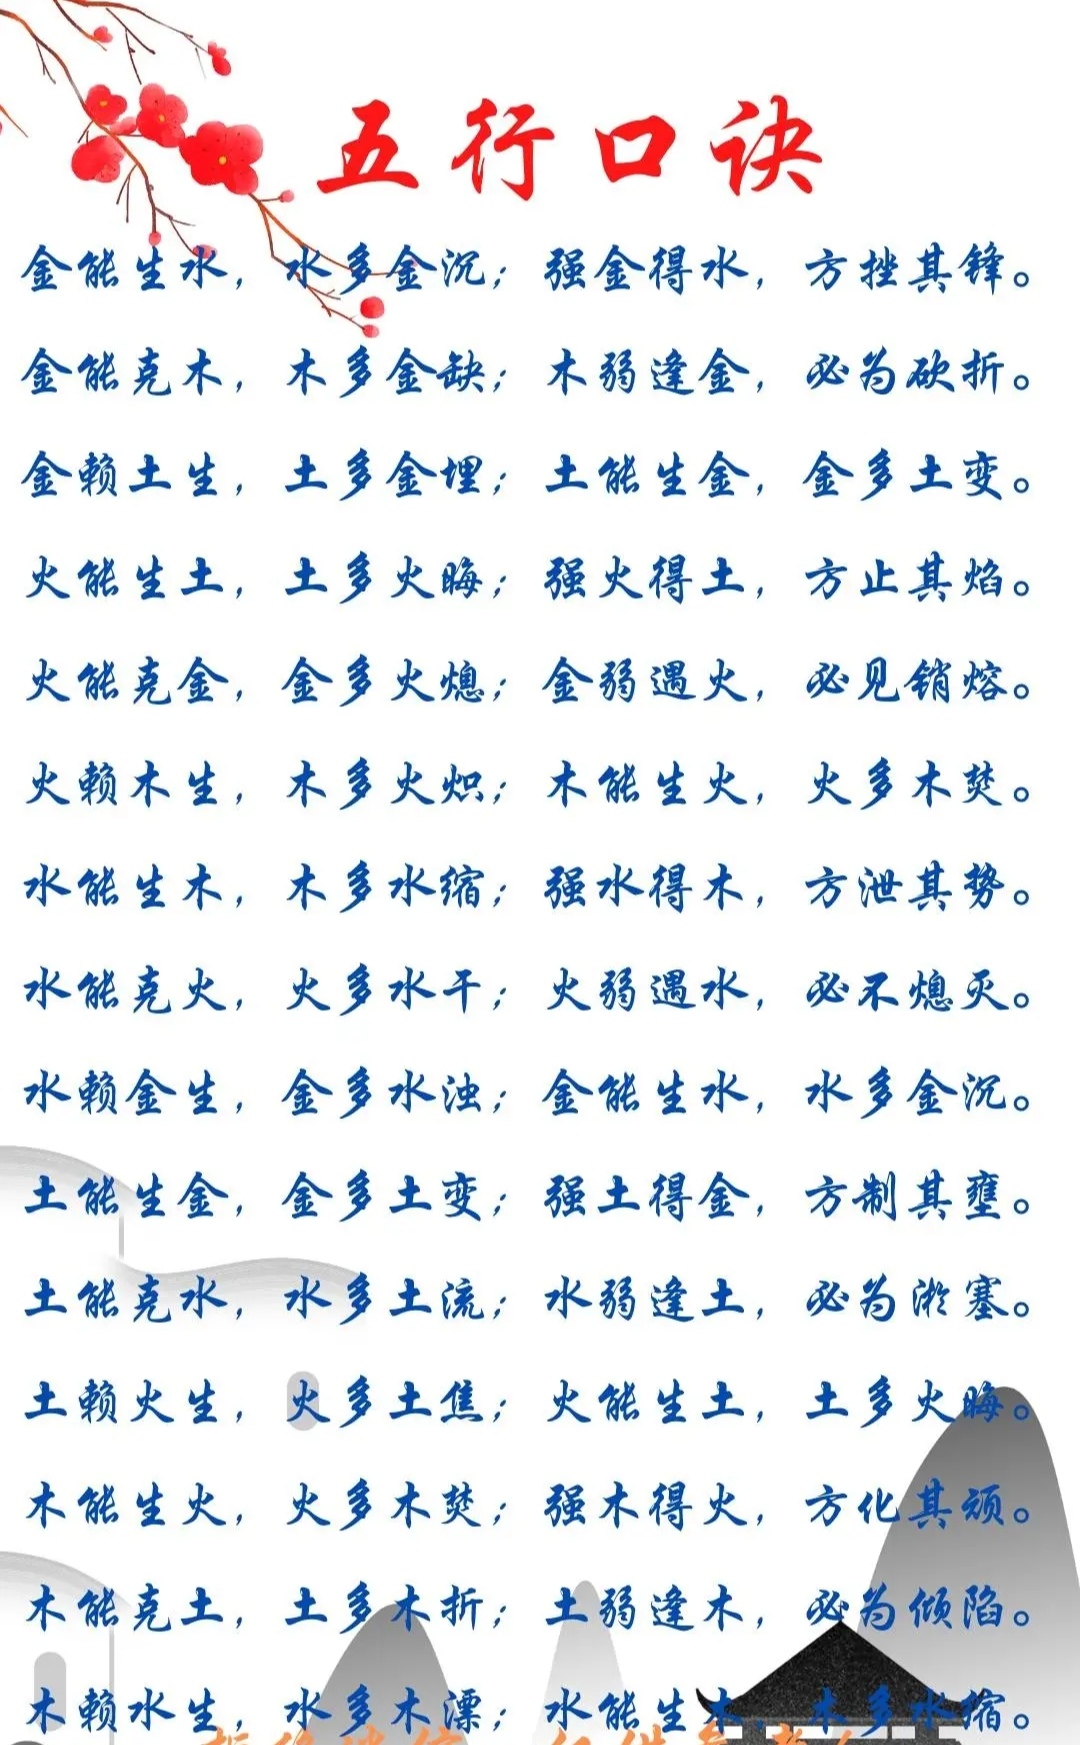 五行口诀
金能生水，水多金沉；强金得水，方挫其锋。
金能克木，木多金缺；木弱逢金，必为砍折。
金赖土生，土多金埋；土能生金，金多土变。
火能生土，土多火晦；强火得土，方止其焰。
火能克金，金多火熄；金弱遇火，必见销熔。
火赖木生，木多火炽；木能生火，火多木焚。
水能生木，木多水缩；强水得木，方泄其势。
水能克火，火多水干；火弱遇水，必不熄灭。
水赖金生，金多水浊；金能生水，水多金沉。
土能生金，金多土变；强土得金，方制其壅。
土能克水，水多土流；水弱逢土，必为淤塞。
土赖火生，火多土焦；火能生土，土多火晦。
木能生火，火多木焚；强木得火，方化其顽。
木能克土，土多木折；土弱逢木，必为倾陷。
木赖水生，水多木漂；水能生木，木多水缩。